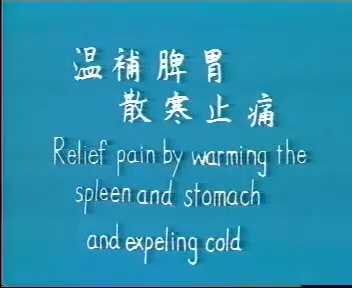 温補脾胃
散寒止痛
Relief pain by warming the
spleen and stomach
and expeling cold